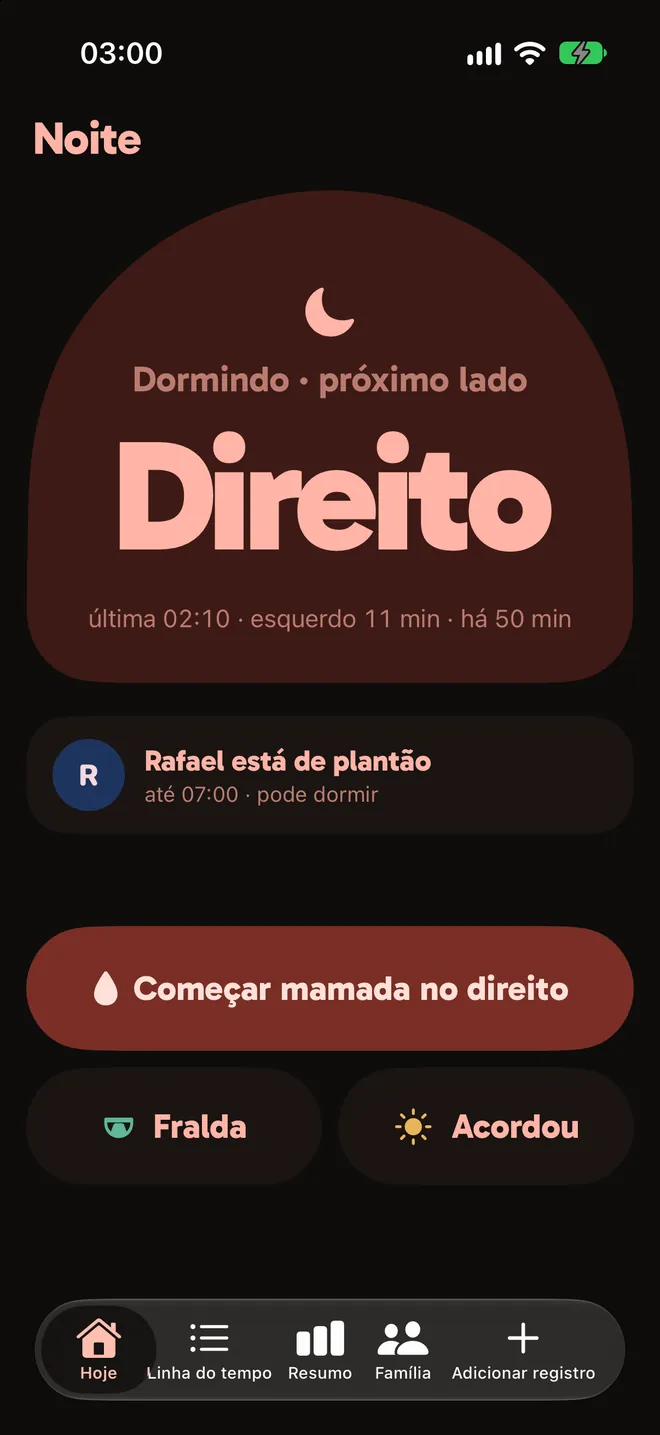 03:00
Noite
Dormindo • próximo lado
Direito
última 02:10 · esquerdo 11 min · há 50 min
R
Rafael está de plantão
até 07:00 · pode dormir
Começar mamada no direito
Fralda
Acordou
Hoje
Linha do tempo
Resumo
Família
Adicionar registro